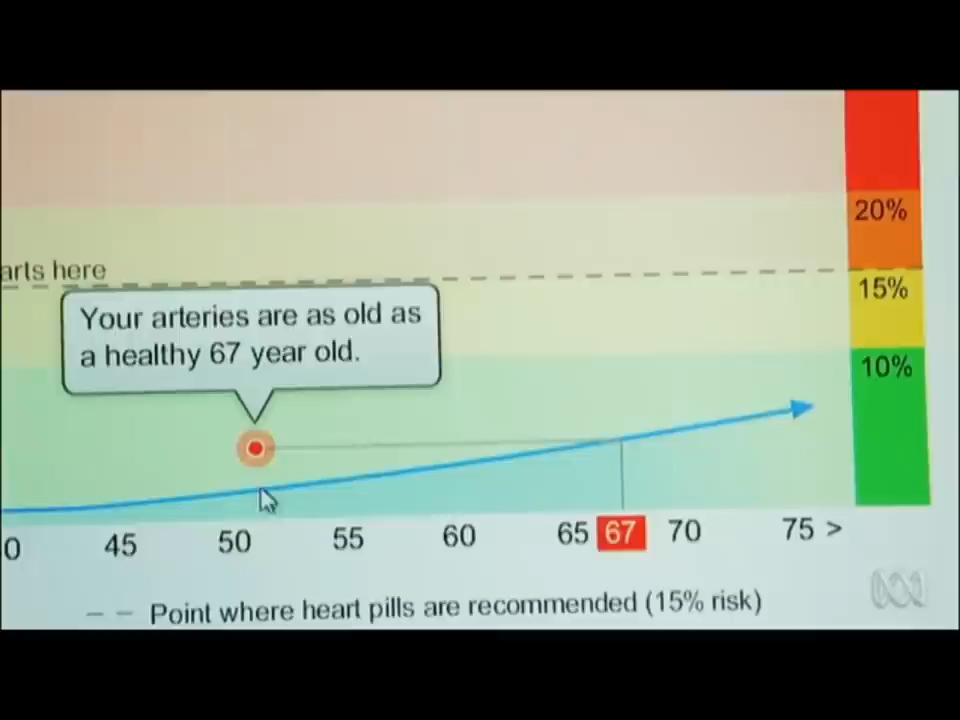 20%
arts here
15%
Your arteries are as old as
a healthy 67 year old.
10%
0 45 50 55 60 65 67 70 75 >
– – Point where heart pills are recommended (15% risk)